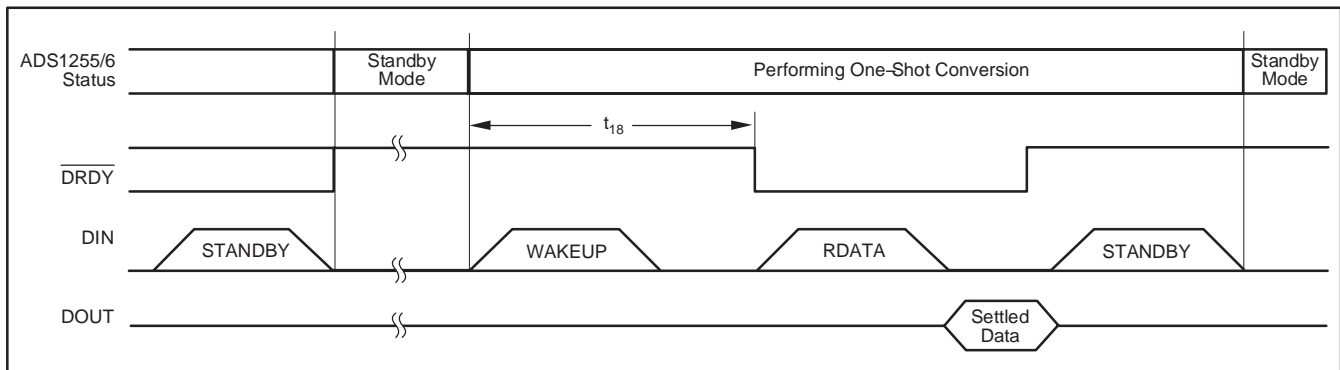 ADS1255/6
Status
Standby
Mode
Performing One–Shot Conversion
Standby
Mode
t18
DRDY
DIN
STANDBY
WAKEUP
RDATA
STANDBY
DOUT
Settled
Data